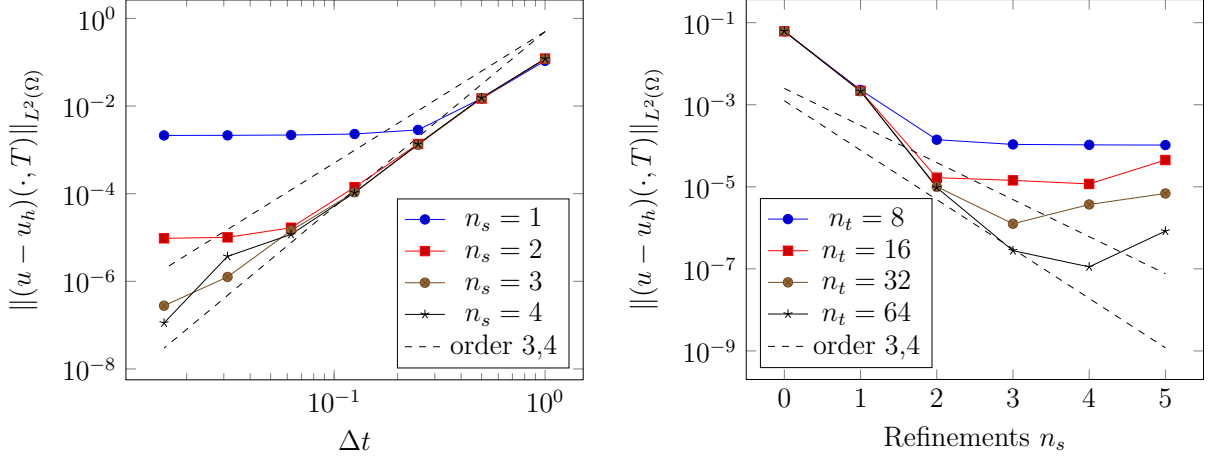 10^0
10^{-2}
10^{-4}
10^{-6}
10^{-8}
‖(u − u_h)(·, T)‖_{L^2(Ω)}
n_s = 1
n_s = 2
n_s = 3
n_s = 4
order 3,4
10^{-1}
10^0
Δt
10^{-1}
10^{-3}
10^{-5}
10^{-7}
10^{-9}
‖(u − u_h)(·, T)‖_{L^2(Ω)}
n_t = 8
n_t = 16
n_t = 32
n_t = 64
order 3,4
0 1 2 3 4 5
Refinements n_s